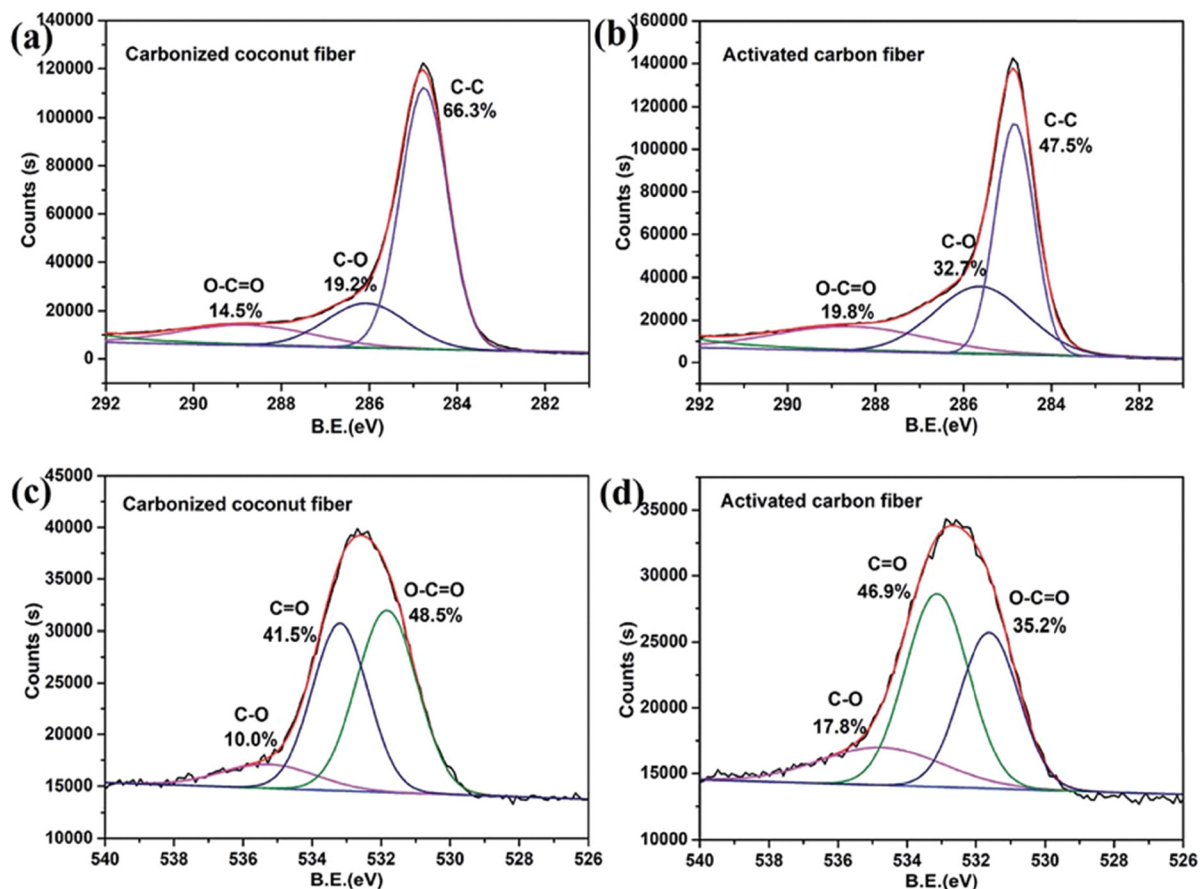 (a)
Carbonized coconut fiber
140000
120000
100000
80000
60000
40000
20000
0
Counts (s)
C-C
66.3%
C-O
19.2%
O-C=O
14.5%
292
290
288
286
284
282
B.E.(eV)
(b)
Activated carbon fiber
160000
140000
120000
100000
80000
60000
40000
20000
0
Counts (s)
C-C
47.5%
C-O
32.7%
O-C=O
19.8%
292
290
288
286
284
282
B.E.(eV)
(c)
Carbonized coconut fiber
45000
40000
35000
30000
25000
20000
15000
10000
Counts (s)
C=O
41.5%
O-C=O
48.5%
C-O
10.0%
540
538
536
534
532
530
528
526
B.E.(eV)
(d)
Activated carbon fiber
35000
30000
25000
20000
15000
10000
Counts (s)
C=O
46.9%
O-C=O
35.2%
C-O
17.8%
540
538
536
534
532
530
528
526
B.E.(eV)